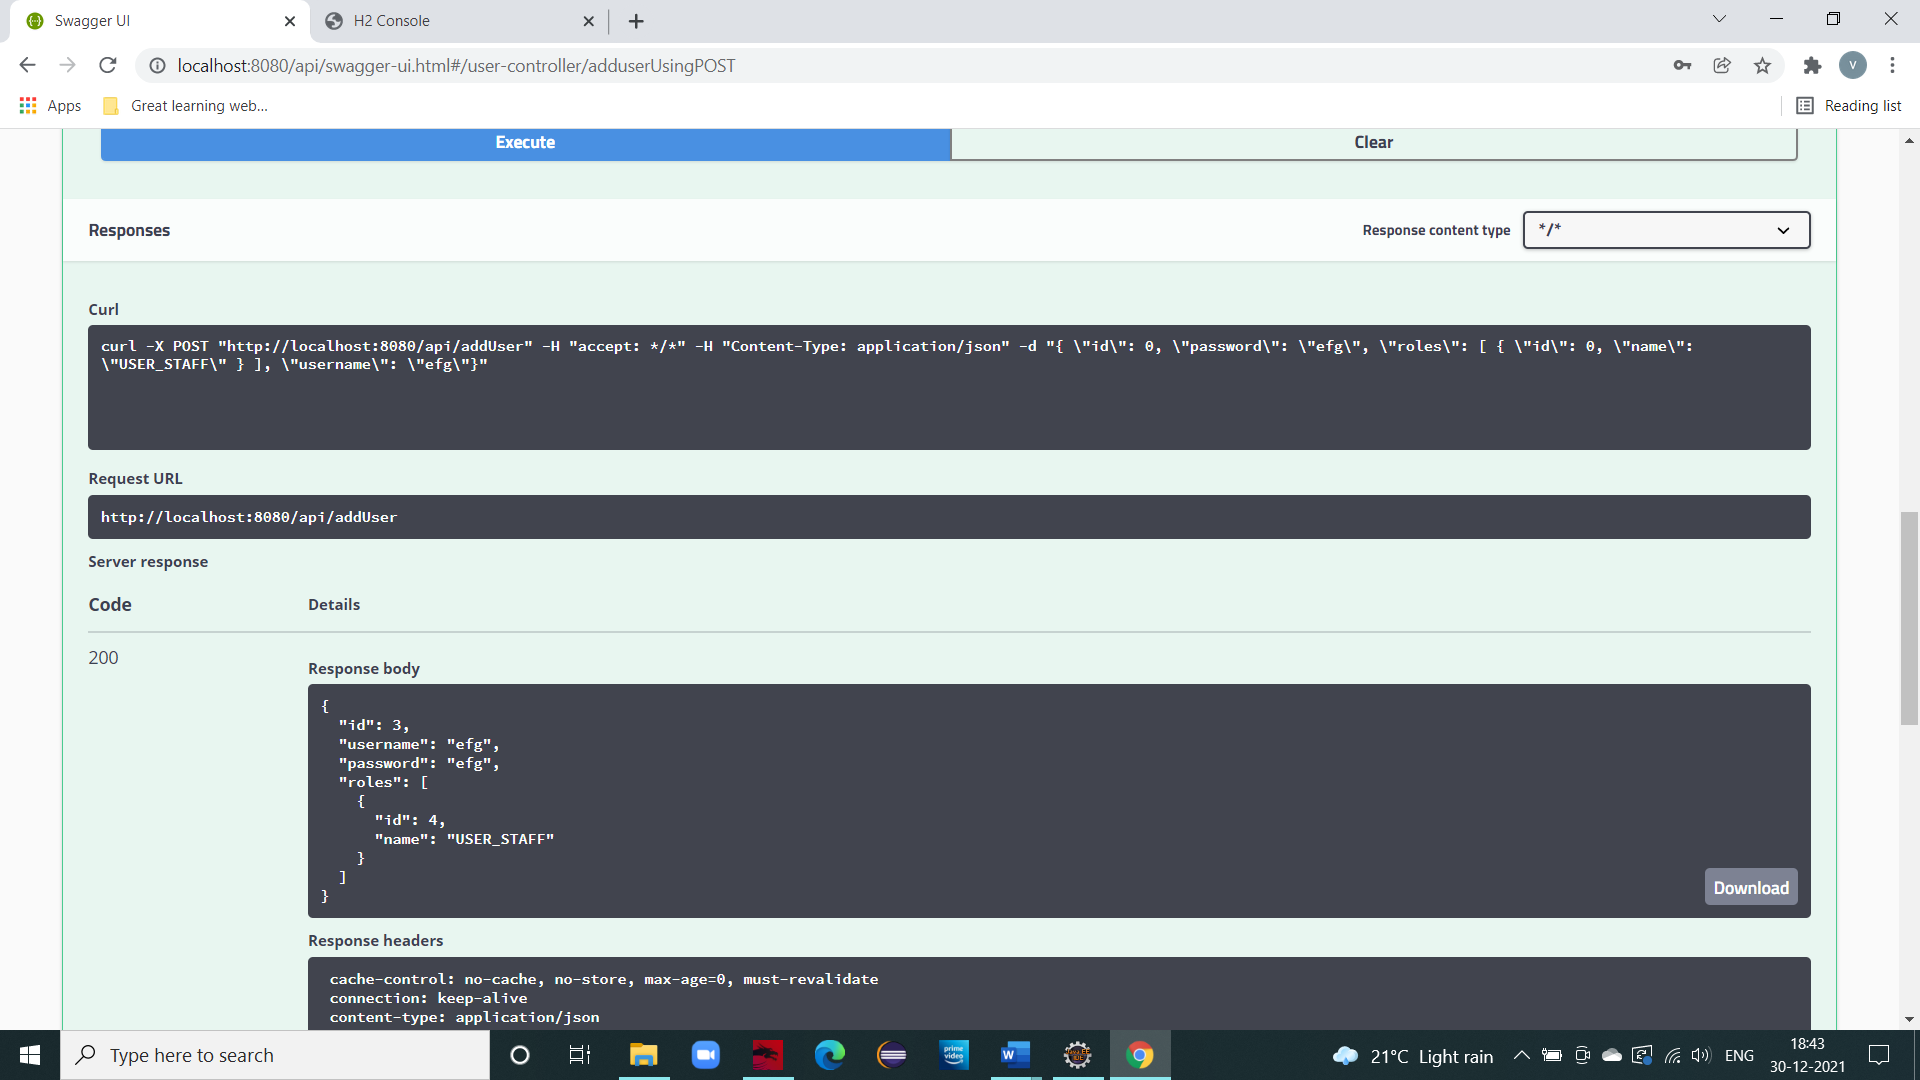 Swagger UI
H2 Console
localhost:8080/api/swagger-ui.html#/user-controller/adduserUsingPOST
V
Apps
Great learning web...
Reading list
Execute
Clear
Responses
Response content type
*/*
Curl
curl -X POST "http://localhost:8080/api/addUser" -H "accept: */*" -H "Content-Type: application/json" -d "{ \"id\": 0, \"password\": \"efg\", \"roles\": [ { \"id\": 0, \"name\":
\"USER_STAFF\" } ], \"username\": \"efg\"}"
Request URL
http://localhost:8080/api/addUser
Server response
Code
Details
200
Response body
{
"id": 3,
"username": "efg",
"password": "efg",
"roles": [
{
"id": 4,
"name": "USER_STAFF"
}
]
}
Download
Response headers
cache-control: no-cache, no-store, max-age=0, must-revalidate
connection: keep-alive
content-type: application/json
Type here to search
prime
video
W
21°C Light rain
ENG
18:43
30-12-2021